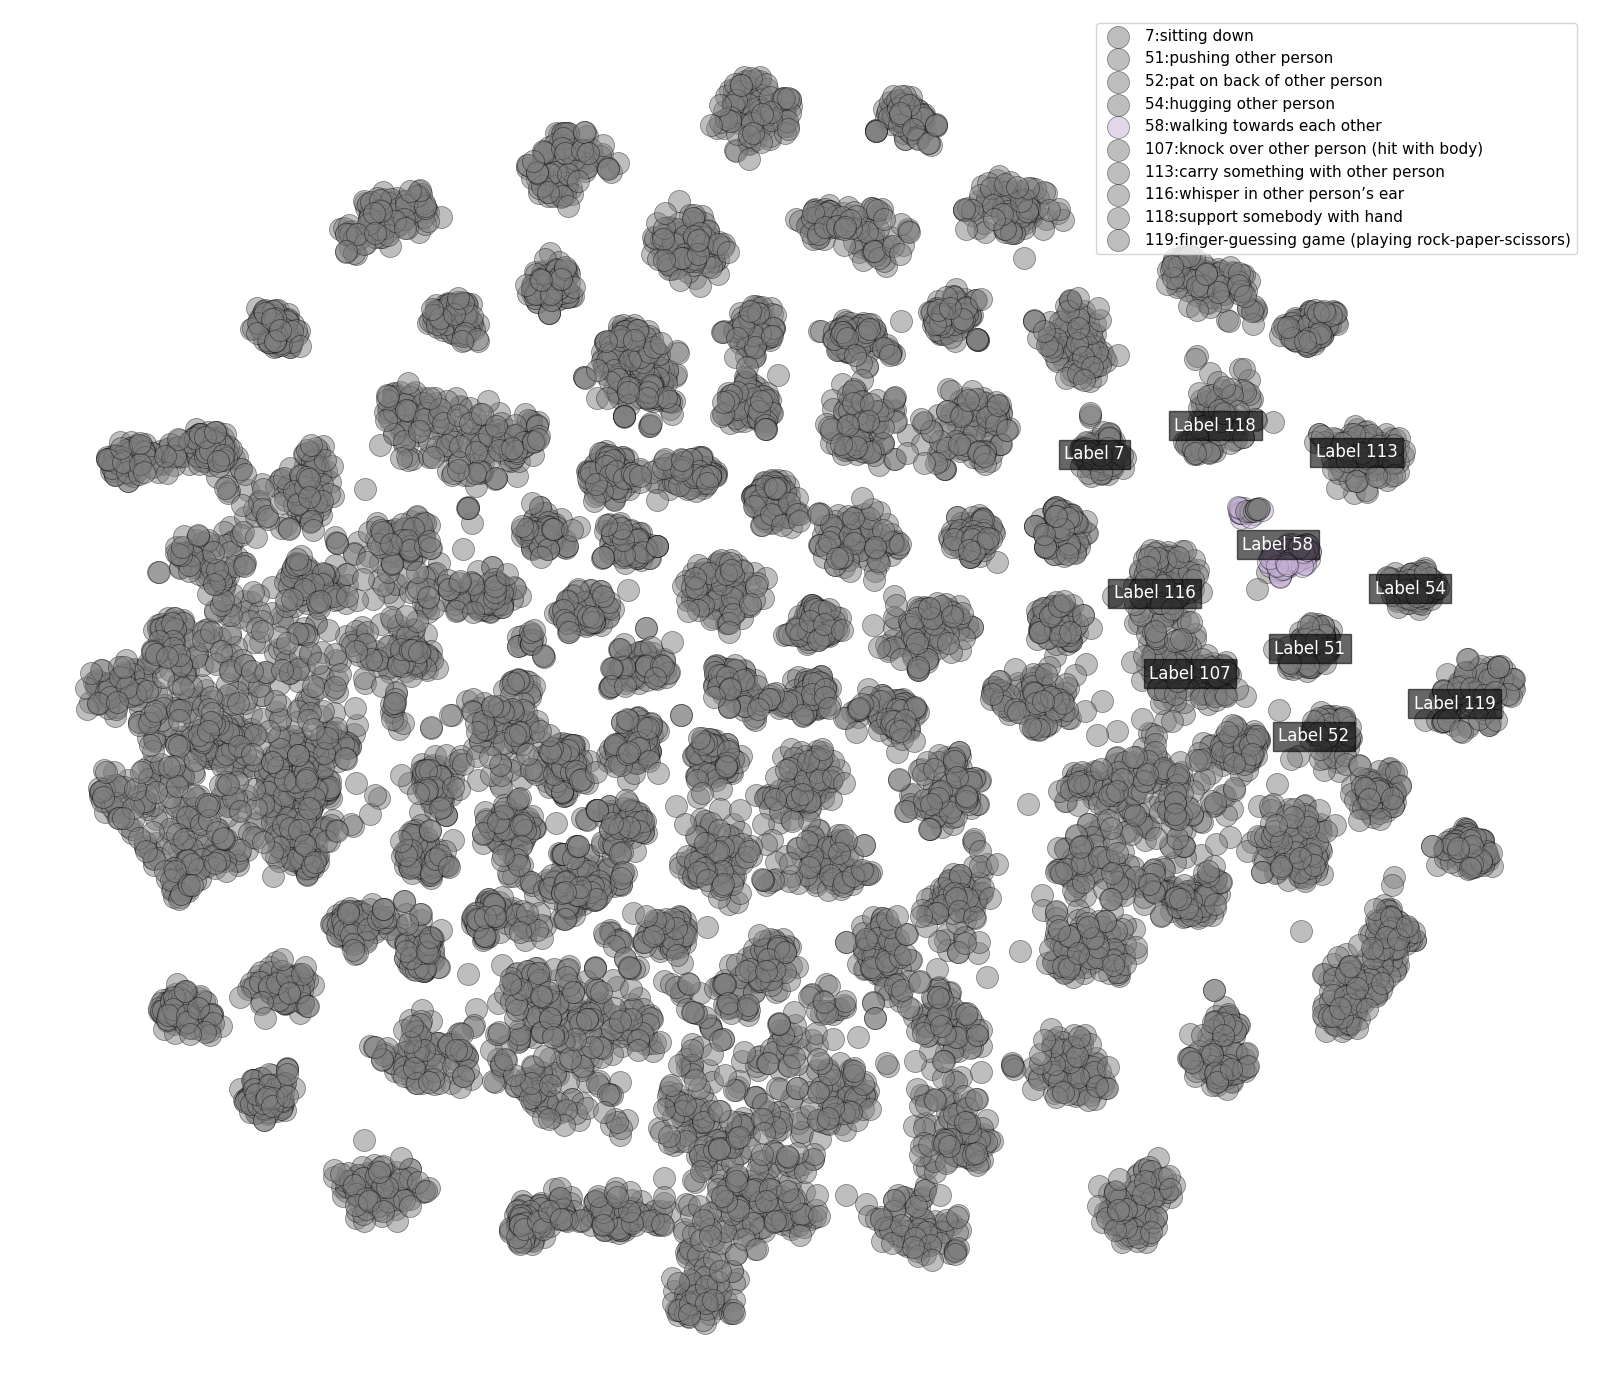 7:sitting down
51:pushing other person
52:pat on back of other person
54:hugging other person
58:walking towards each other
107:knock over other person (hit with body)
113:carry something with other person
116:whisper in other person’s ear
118:support somebody with hand
119:finger-guessing game (playing rock-paper-scissors)
Label 118
Label 7
Label 113
Label 58
Label 116
Label 54
Label 51
Label 107
Label 119
Label 52